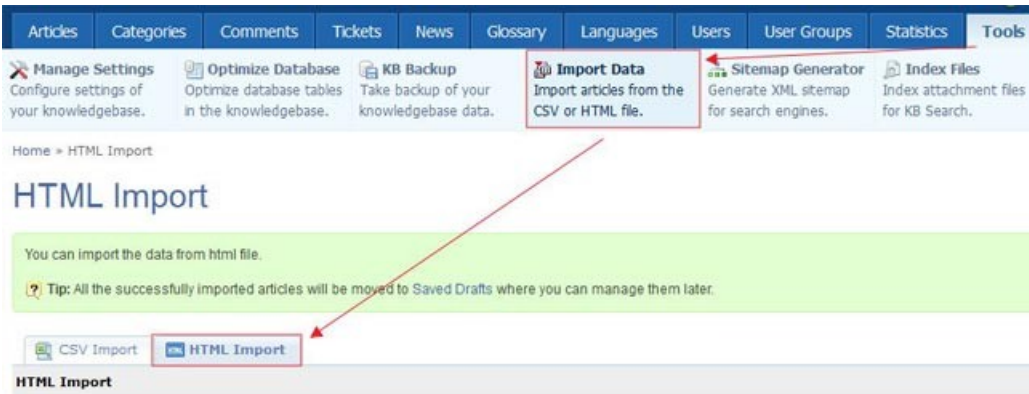 Articles Categories Comments Tickets News Glossary Languages Users User Groups Statistics Tools
Manage Settings
Configure settings of
your knowledgebase.
Optimize Database
Optimize database tables
in the knowledgebase.
KB Backup
Take backup of your
knowledgebase data.
Import Data
Import articles from the
CSV or HTML file.
Sitemap Generator
Generate XML sitemap
for search engines.
Index Files
Index attachment files
for KB Search.
Home » HTML Import
HTML Import
You can import the data from html file.
Tip: All the successfully imported articles will be moved to Saved Drafts where you can manage them later.
CSV Import HTML Import
HTML Import